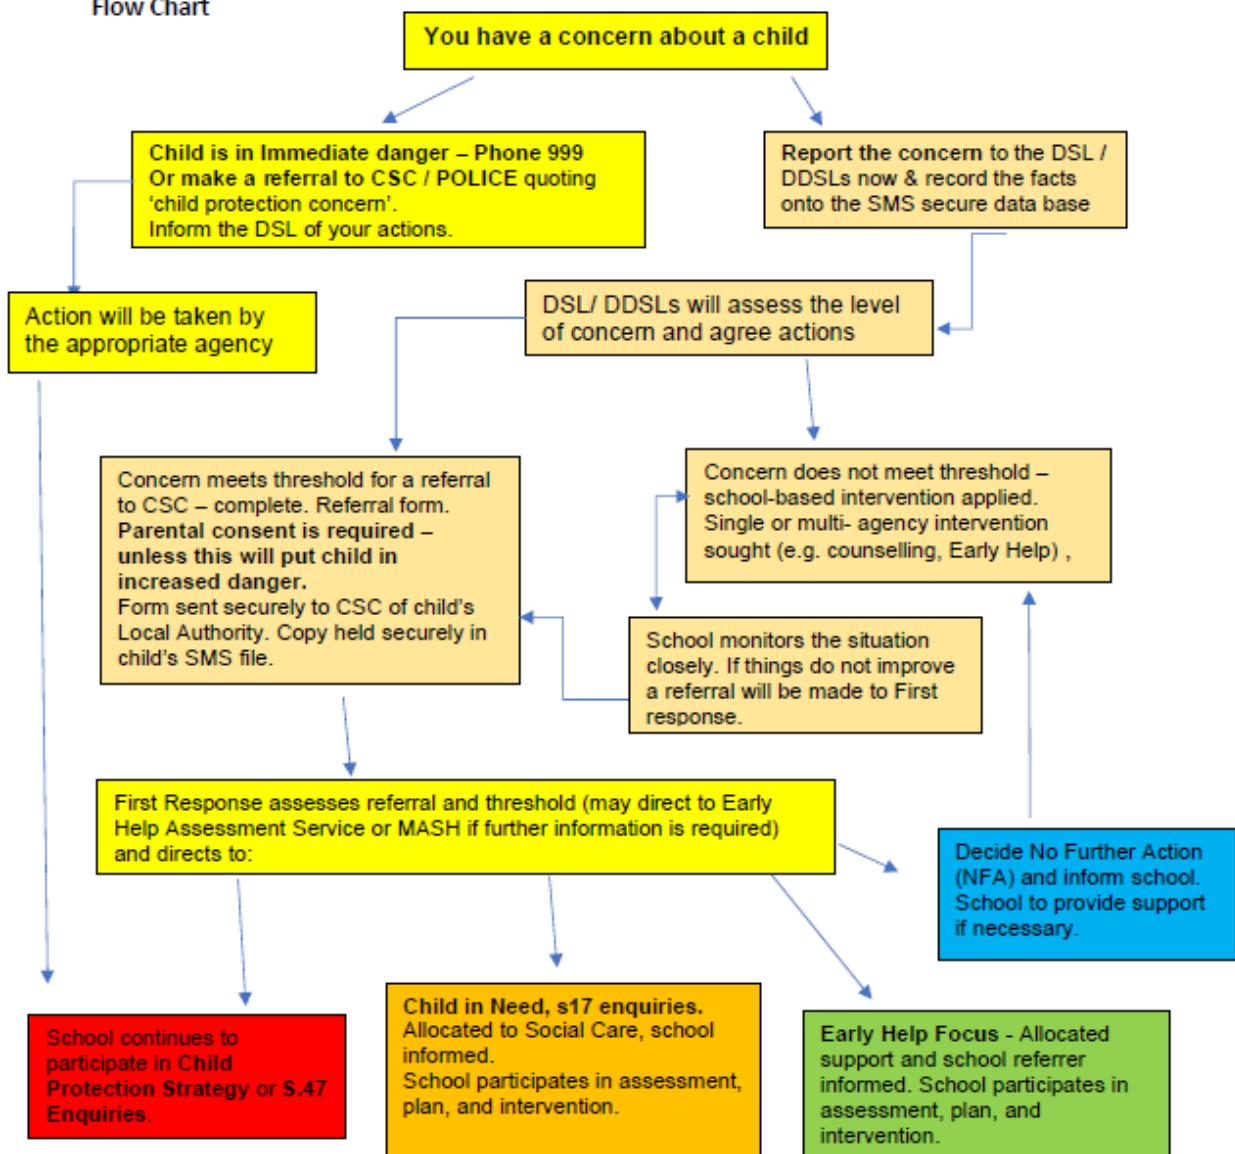 Flow Chart
You have a concern about a child
Child is in Immediate danger – Phone 999
Or make a referral to CSC / POLICE quoting
‘child protection concern’.
Inform the DSL of your actions.
Report the concern to the DSL /
DDSLs now & record the facts
onto the SMS secure data base
Action will be taken by
the appropriate agency
DSL/ DDSLs will assess the level
of concern and agree actions
Concern meets threshold for a referral
to CSC – complete. Referral form.
Parental consent is required –
unless this will put child in
increased danger.
Form sent securely to CSC of child’s
Local Authority. Copy held securely in
child’s SMS file.
Concern does not meet threshold –
school-based intervention applied.
Single or multi- agency intervention
sought (e.g. counselling, Early Help) ,
School monitors the situation
closely. If things do not improve
a referral will be made to First
response.
First Response assesses referral and threshold (may direct to Early
Help Assessment Service or MASH if further information is required)
and directs to:
Decide No Further Action
(NFA) and inform school.
School to provide support
if necessary.
School continues to
participate in Child
Protection Strategy or S.47
Enquiries.
Child in Need, s17 enquiries.
Allocated to Social Care, school
informed.
School participates in assessment,
plan, and intervention.
Early Help Focus - Allocated
support and school referrer
informed. School participates in
assessment, plan, and
intervention.